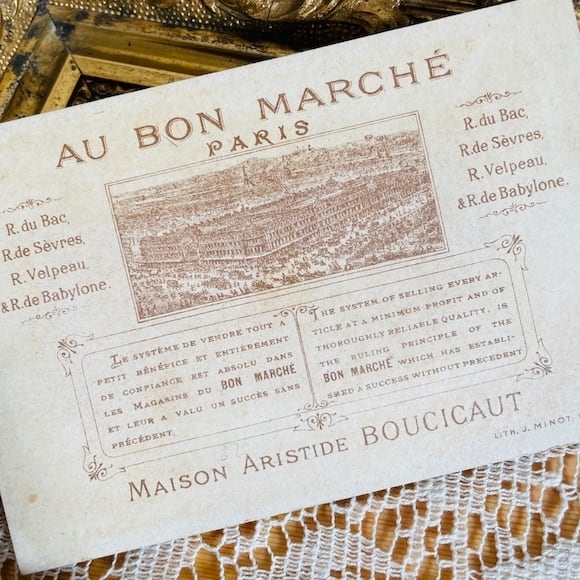 AU BON MARCHÉ
PARIS
R. du Bac,
R. de Sèvres,
R. Velpeau,
& R. de Babylone.
R. du Bac,
R. de Sèvres,
R. Velpeau,
& R. de Babylone.
LE SYSTÈME DE VENDRE TOUT A
PETIT BÉNÉFICE ET ENTIÈREMENT
DE CONFIANCE EST ABSOLU DANS
LES MAGASINS DU BON MARCHÉ
ET LEUR A VALU UN SUCCÈS SANS
PRÉCÉDENT.
THE SYSTEM OF SELLING EVERY AR-
TICLE AT A MINIMUM PROFIT AND OF
THOROUGHLY RELIABLE QUALITY, IS
THE RULING PRINCIPLE OF THE
BON MARCHÉ WHICH HAS ESTABLI-
SHED A SUCCESS WITHOUT PRECEDENT
MAISON ARISTIDE BOUCICAUT
LITH. J. MINOT,